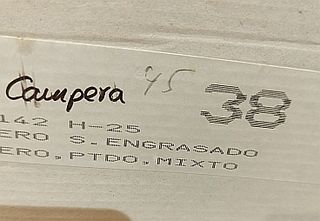 Campera 45 38
142 H-25
ERO S.ENGRASADO
ERO,PTDO,MIXTO